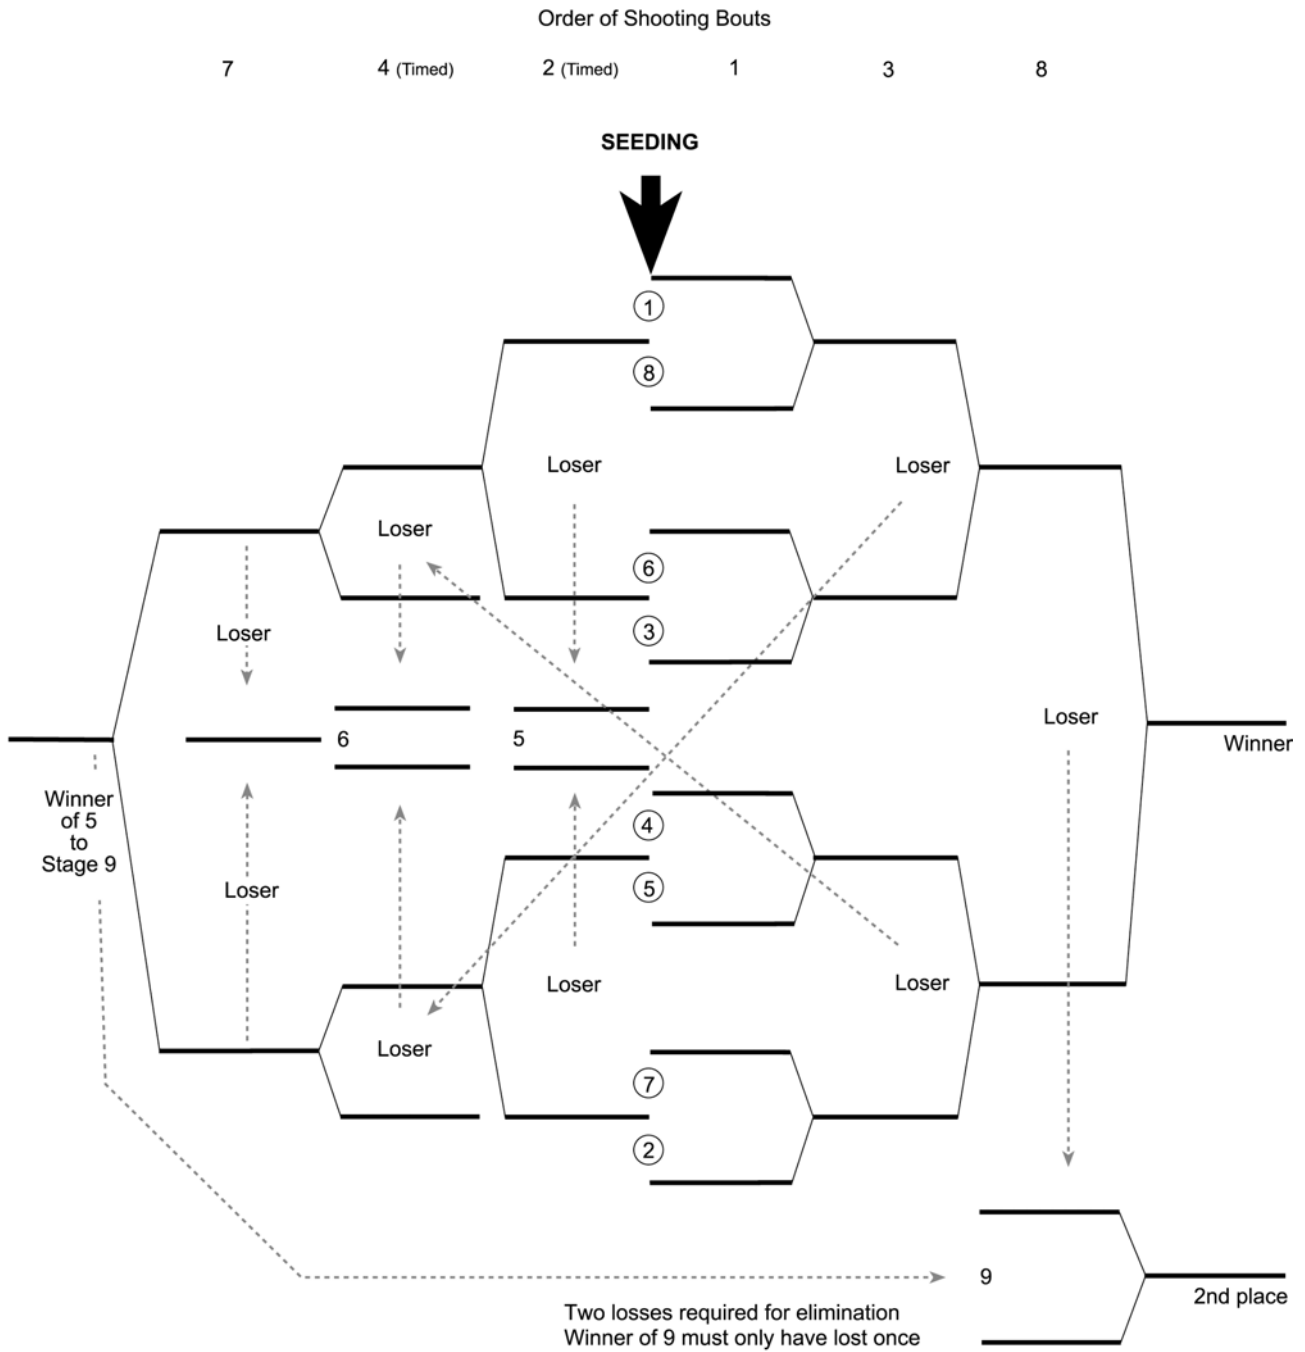 Order of Shooting Bouts
7 4 (Timed) 2 (Timed) 1 3 8
SEEDING
1
8
Loser Loser
Loser
6
3
Loser
Loser
6 5
Winner
Winner
of 5
to
Stage 9
4
5
Loser
Loser Loser
Loser
7
2
9
2nd place
Two losses required for elimination
Winner of 9 must only have lost once